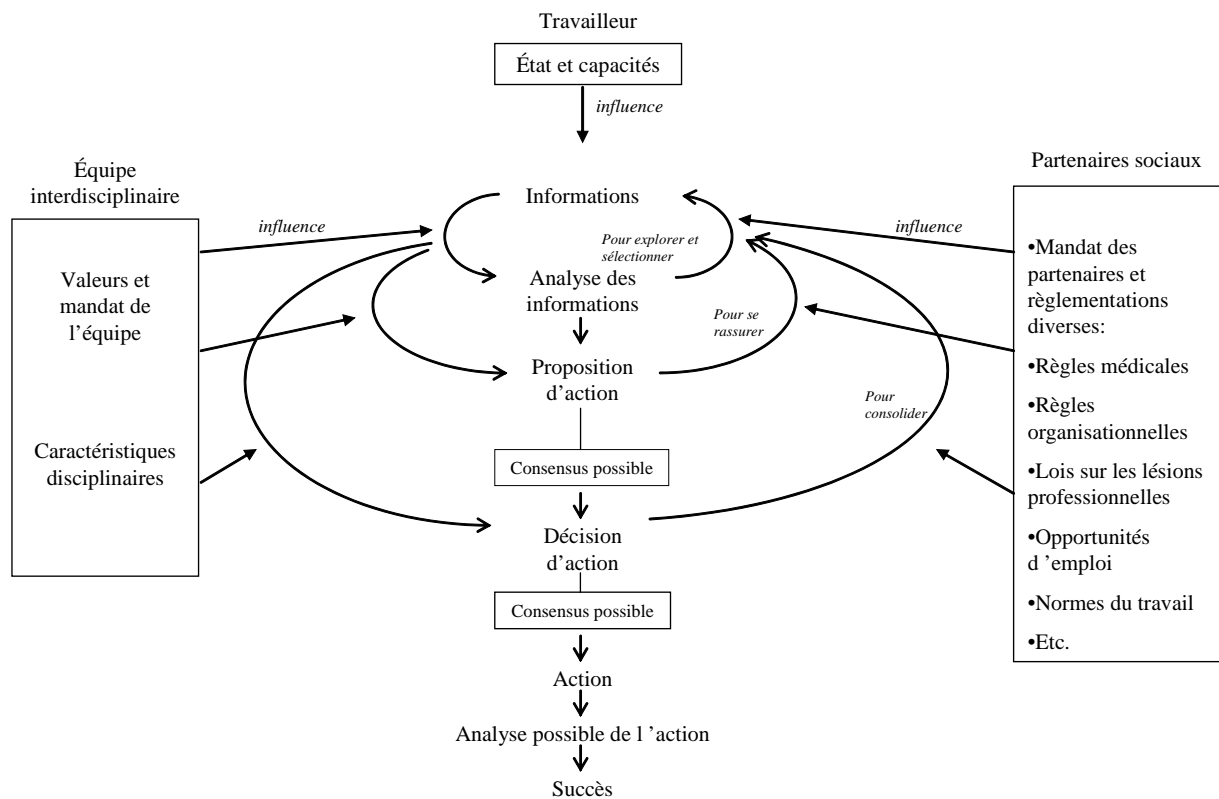 Travailleur
État et capacités
influence
Équipe
interdisciplinaire
influence
Valeurs et
mandat de
l’équipe
Caractéristiques
disciplinaires
Informations
Pour explorer et
sélectionner
Analyse des
informations
Pour se
rassurer
Proposition
d’action
Pour
consolider
Consensus possible
Décision
d’action
Consensus possible
Action
Analyse possible de l ’action
Succès
Partenaires sociaux
influence
•Mandat des
partenaires et
règlementations
diverses:
•Règles médicales
•Règles
organisationnelles
•Lois sur les lésions
professionnelles
•Opportunités
d ’emploi
•Normes du travail
•Etc.